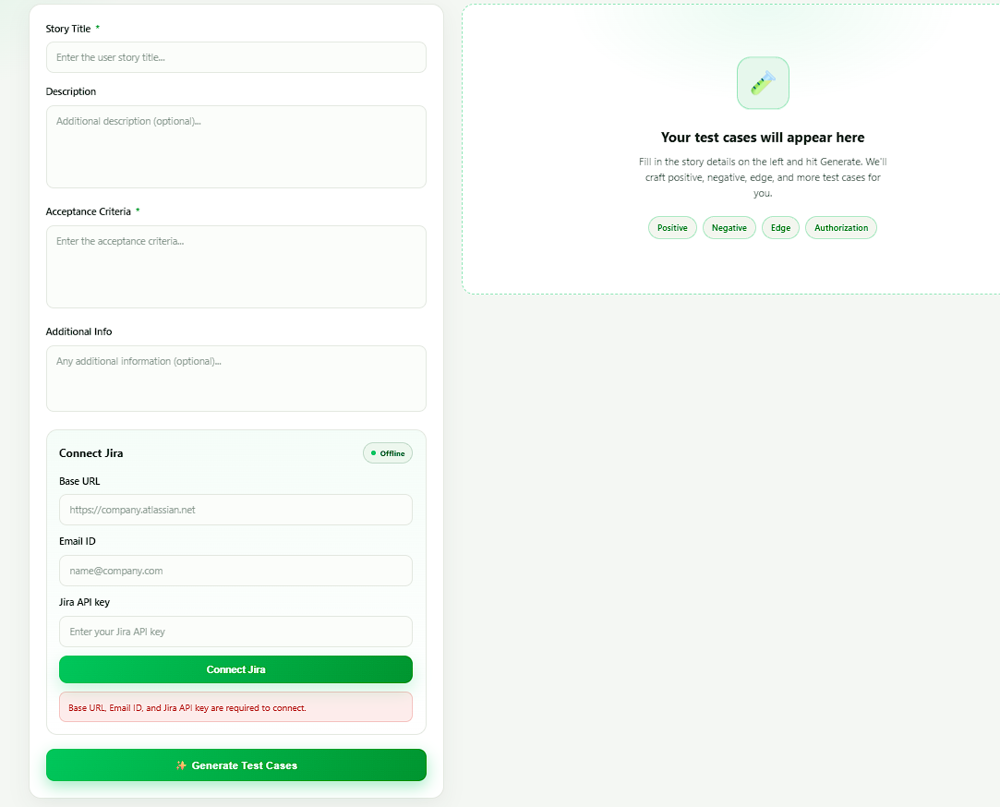 Story Title *
Enter the user story title...
Description
Additional description (optional)...
Acceptance Criteria *
Enter the acceptance criteria...
Additional Info
Any additional information (optional)...
Connect Jira
Offline
Base URL
https://company.atlassian.net
Email ID
name@company.com
Jira API key
Enter your Jira API key
Connect Jira
Base URL, Email ID, and Jira API key are required to connect.
✨ Generate Test Cases
Your test cases will appear here
Fill in the story details on the left and hit Generate. We'll
craft positive, negative, edge, and more test cases for
you.
Positive Negative Edge Authorization